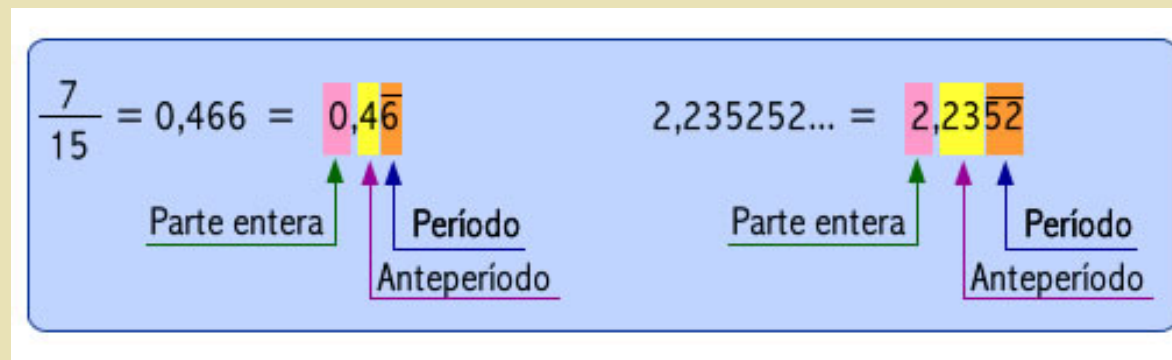 7/15 = 0,466 = 0,46̅
2,235252... = 2,235̅2̅
Parte entera
Período
Anteperíodo
Parte entera
Período
Anteperíodo